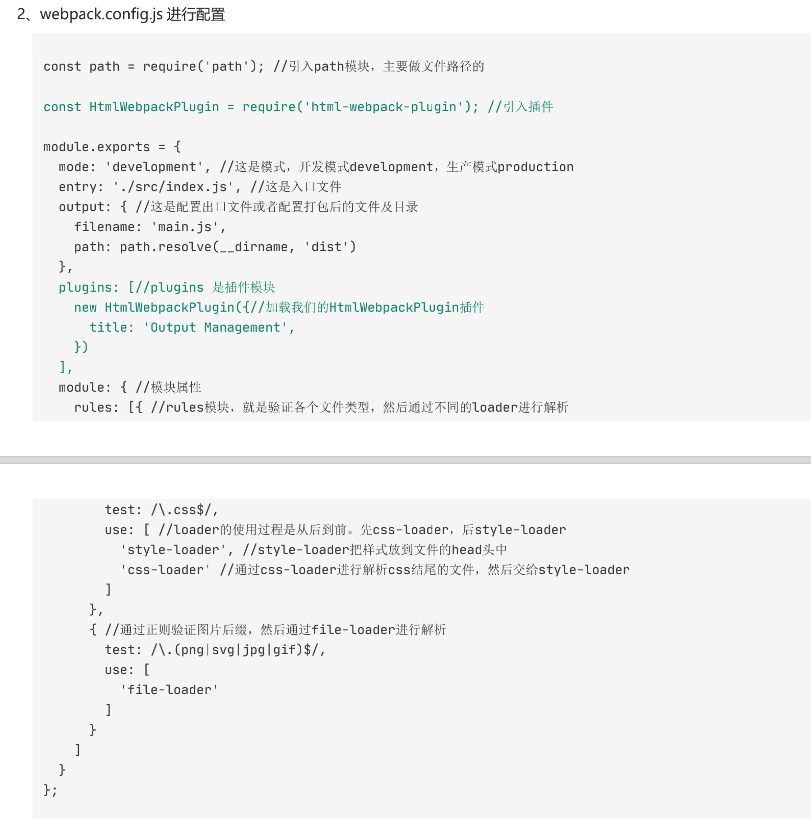 2、webpack.config.js 进行配置
const path = require('path'); //引入path模块，主要做文件路径的
const HtmlWebpackPlugin = require('html-webpack-plugin'); //引入插件
module.exports = {
  mode: 'development', //这是模式，开发模式development，生产模式production
  entry: './src/index.js', //这是入口文件
  output: { //这是配置出口文件或者配置打包后的文件及目录
    filename: 'main.js',
    path: path.resolve(__dirname, 'dist')
  },
  plugins: [//plugins 是插件模块
    new HtmlWebpackPlugin({//加载我们的HtmlWebpackPlugin插件
      title: 'Output Management',
    })
  ],
  module: { //模块属性
    rules: [{ //rules模块，就是验证各个文件类型，然后通过不同的loader进行解析
        test: /\.css$/,
        use: [ //loader的使用过程是从后到前。先css-loader，后style-loader
          'style-loader', //style-loader把样式放到文件的head头中
          'css-loader' //通过css-loader进行解析css结尾的文件，然后交给style-loader
        ]
      },
      { //通过正则验证图片后缀，然后通过file-loader进行解析
        test: /\.(png|svg|jpg|gif)$/,
        use: [
          'file-loader'
        ]
      }
    ]
  }
};